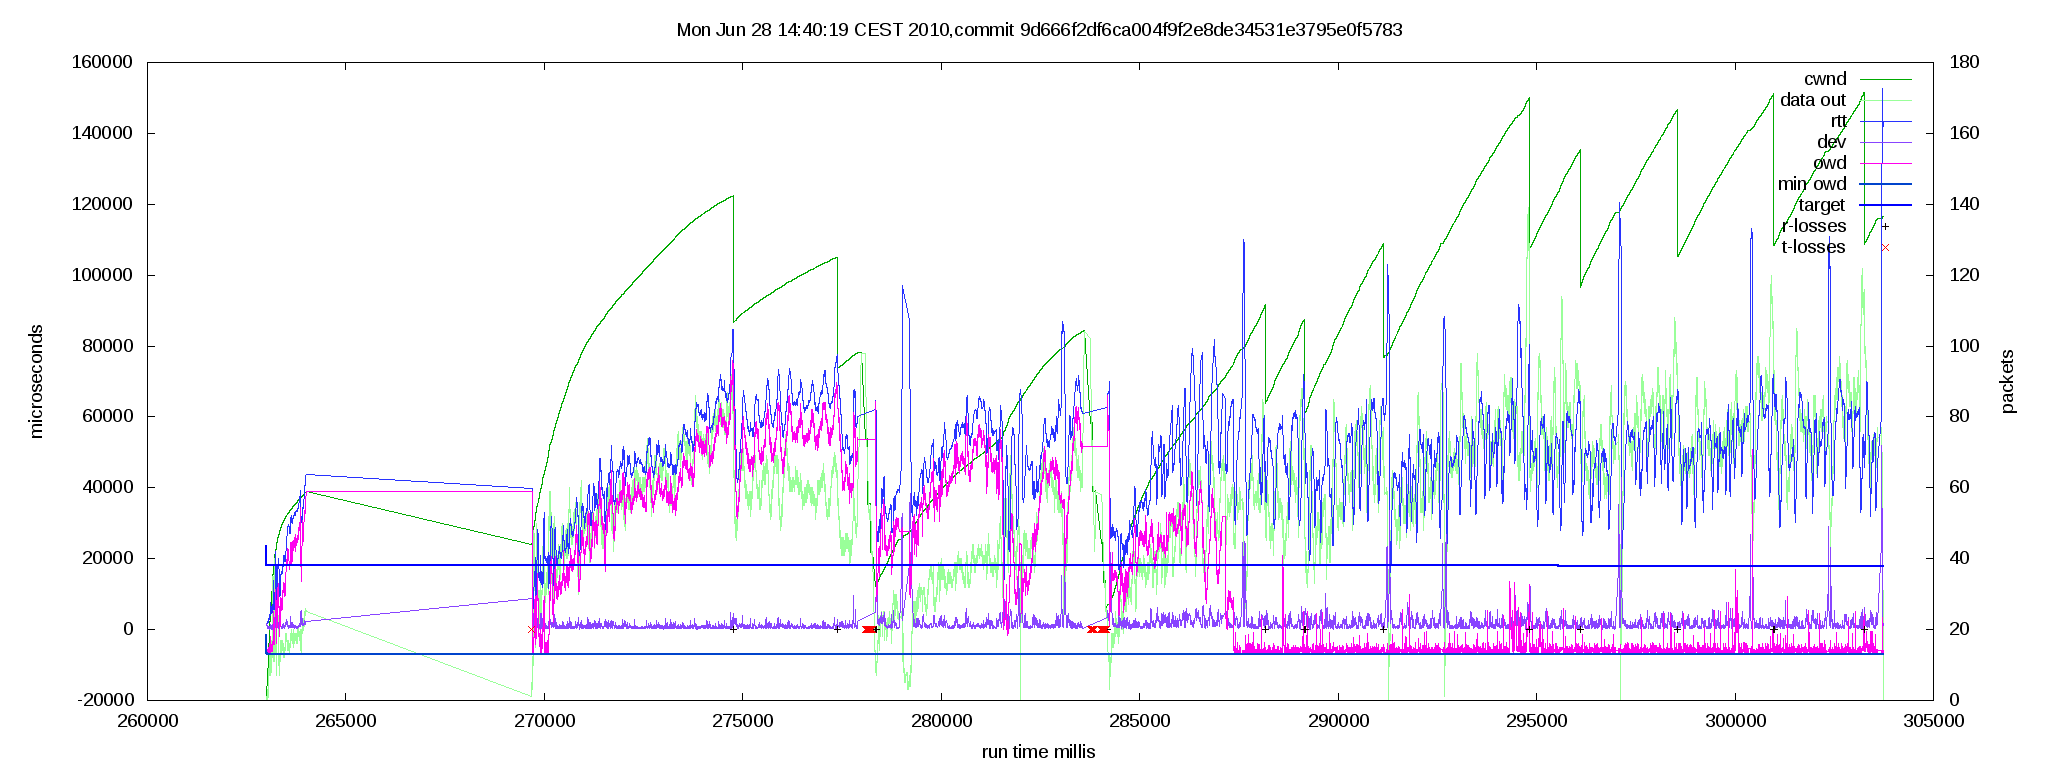 Mon Jun 28 14:40:19 CEST 2010,commit 9d666f2df6ca004f9f2e8de34531e3795e0f5783
160000
140000
120000
100000
80000
60000
40000
20000
0
-20000
microseconds
180
160
140
120
100
80
60
40
20
0
packets
cwnd
data out
rtt
dev
owd
min owd
target
r-losses
t-losses
260000 265000 270000 275000 280000 285000 290000 295000 300000 305000
run time millis